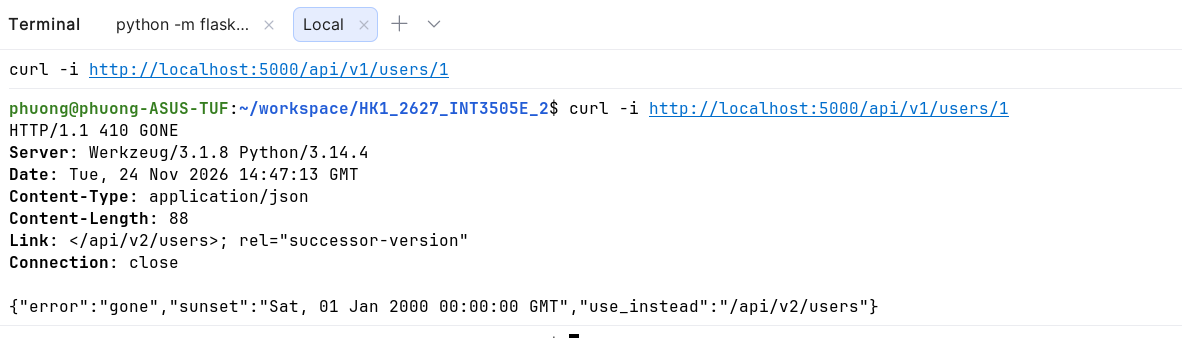 Terminal python -m flask... × Local × + ⌄
curl -i http://localhost:5000/api/v1/users/1
phuong@phuong-ASUS-TUF:~/workspace/HK1_2627_INT3505E_2$ curl -i http://localhost:5000/api/v1/users/1
HTTP/1.1 410 GONE
Server: Werkzeug/3.1.8 Python/3.14.4
Date: Tue, 24 Nov 2026 14:47:13 GMT
Content-Type: application/json
Content-Length: 88
Link: </api/v2/users>; rel="successor-version"
Connection: close
{"error":"gone","sunset":"Sat, 01 Jan 2000 00:00:00 GMT","use_instead":"/api/v2/users"}